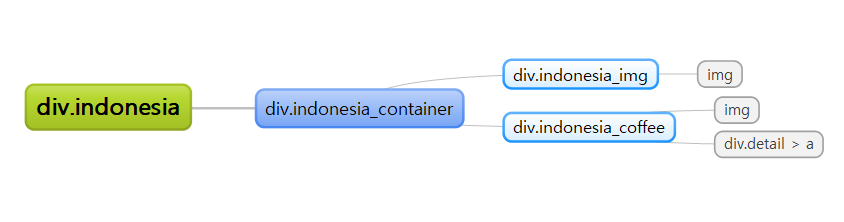 div.indonesia
div.indonesia_container
div.indonesia_img
img
div.indonesia_coffee
img
div.detail > a